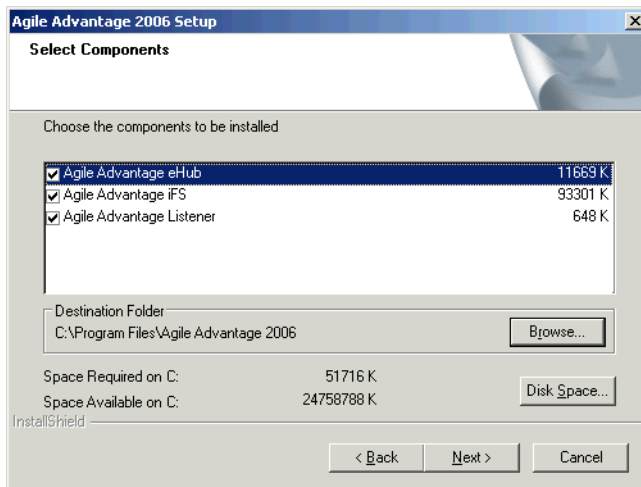 Agile Advantage 2006 Setup
Select Components
Choose the components to be installed
Agile Advantage eHub 11669 K
Agile Advantage iFS 93301 K
Agile Advantage Listener 648 K
Destination Folder
C:\Program Files\Agile Advantage 2006 Browse...
Space Required on C: 51716 K
Space Available on C: 24758788 K
Disk Space...
InstallShield
< Back Next > Cancel